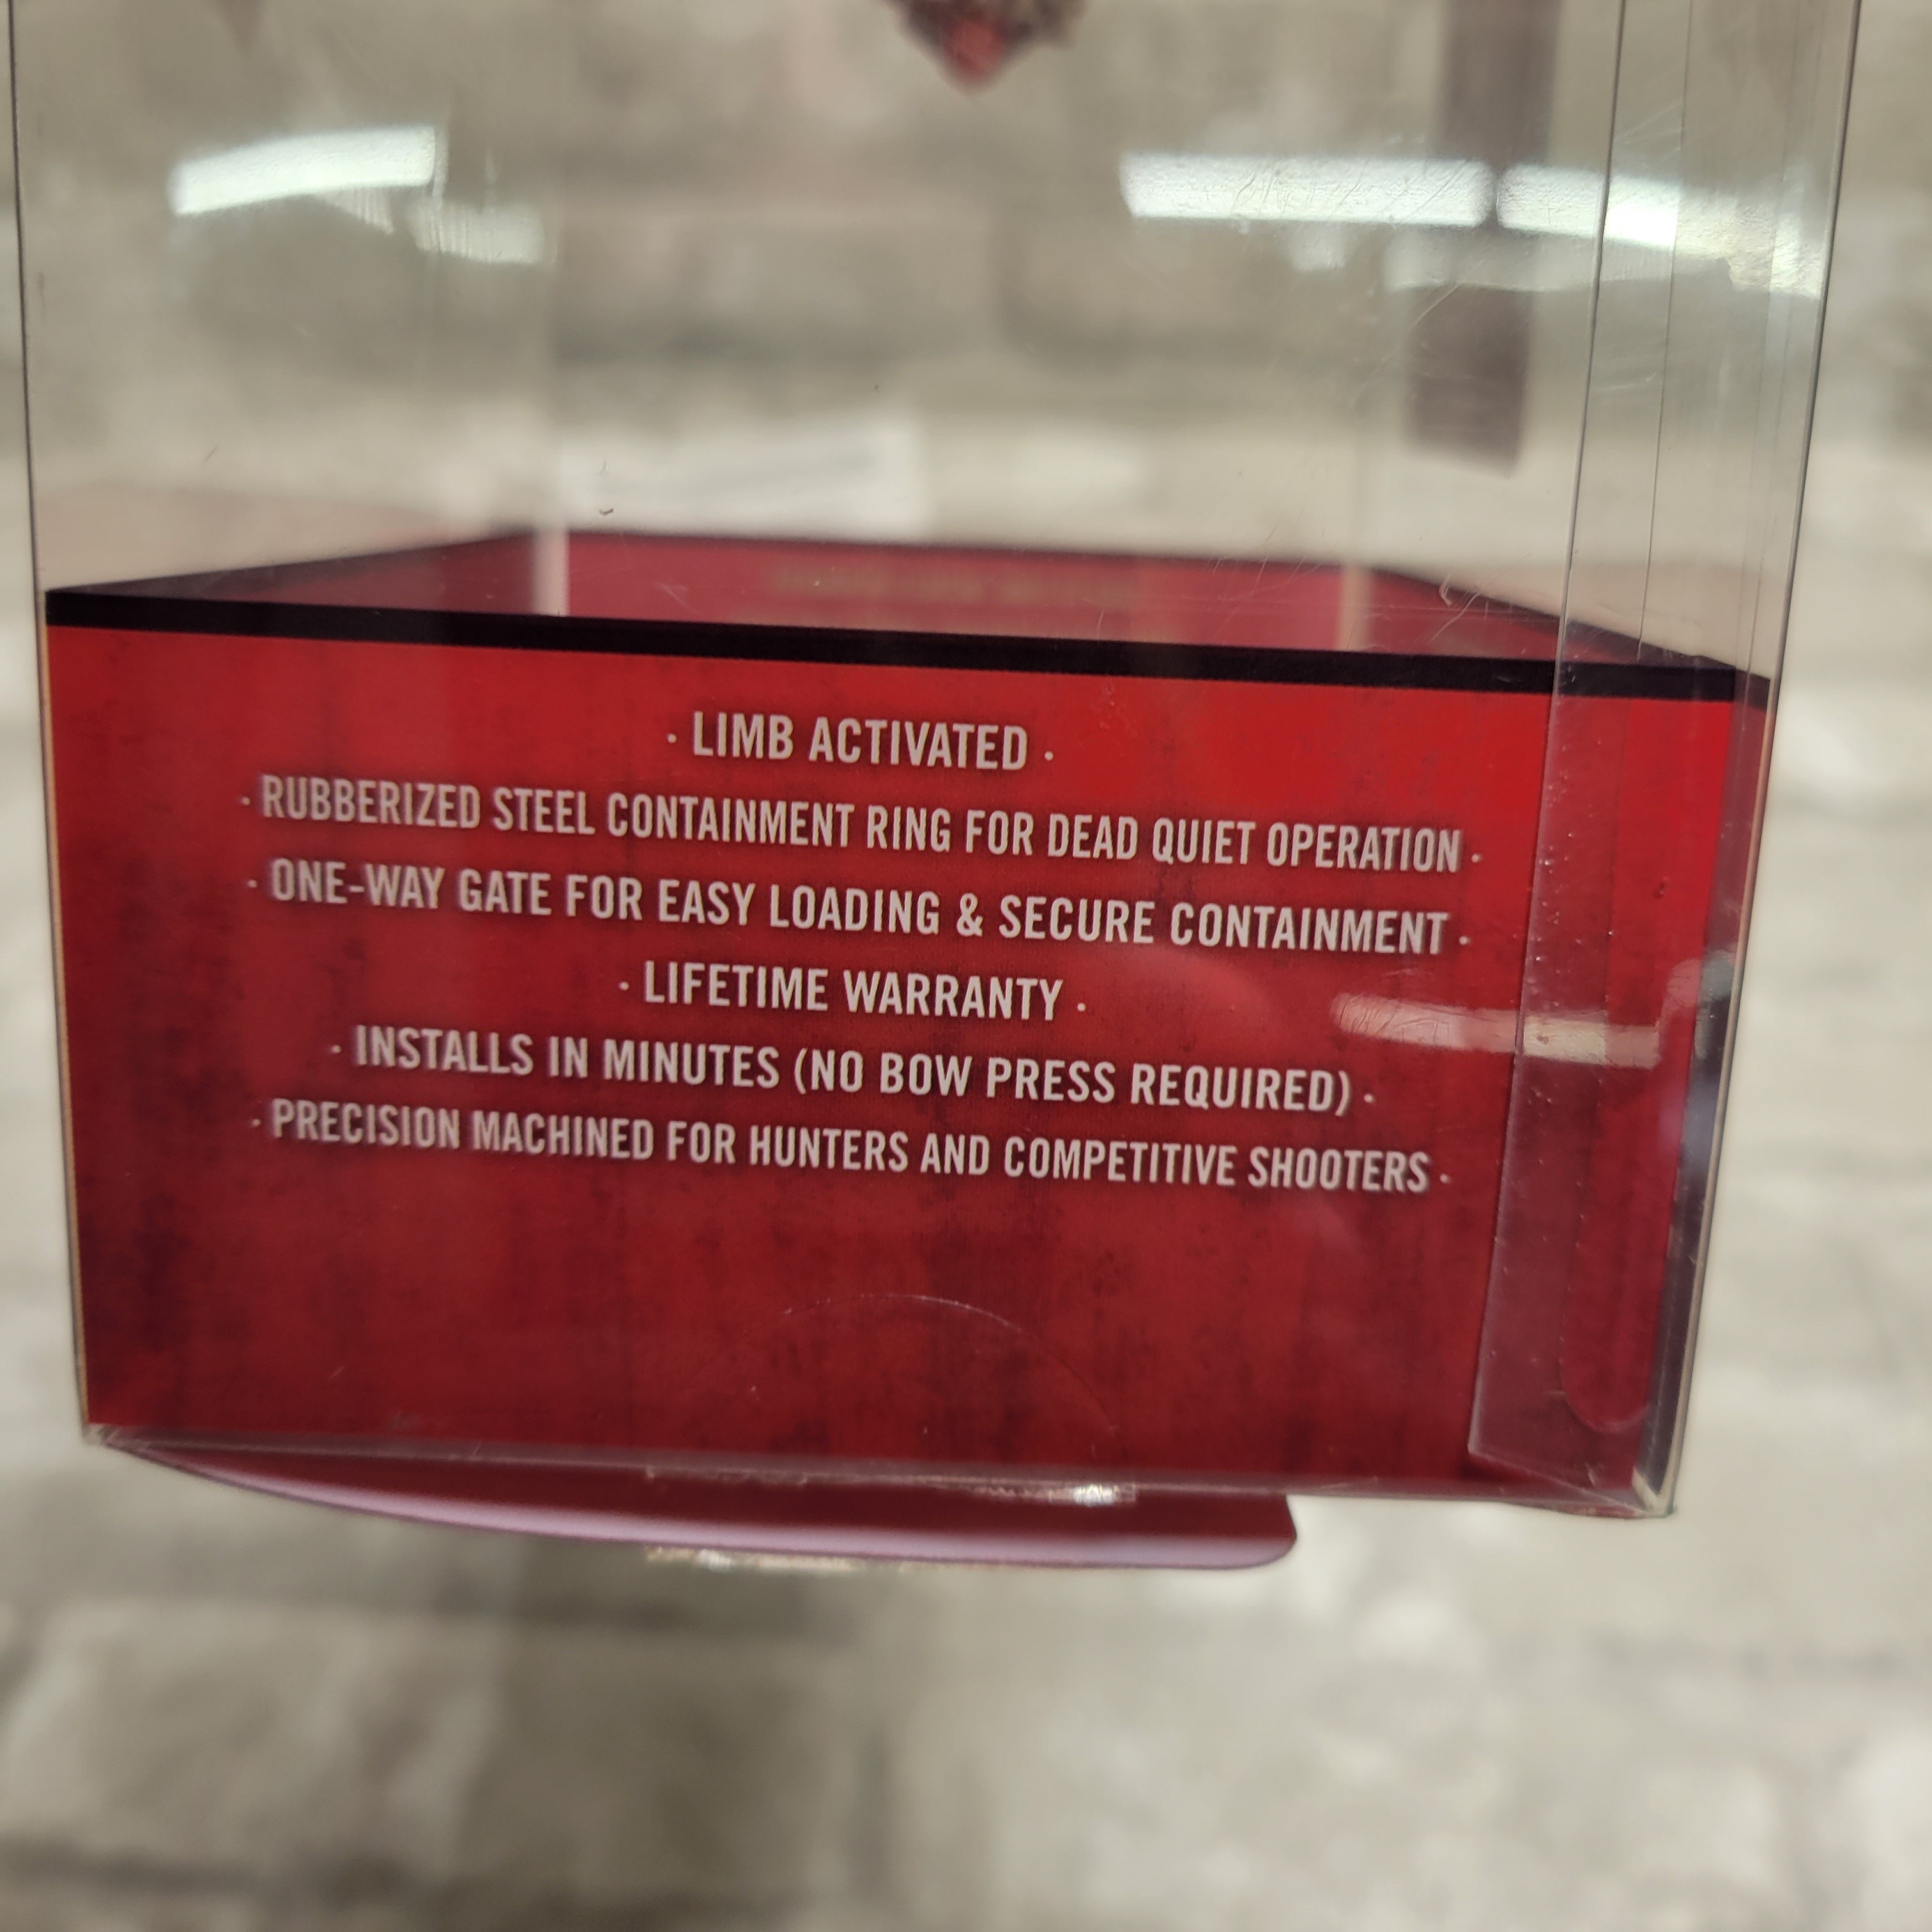 · LIMB ACTIVATED ·
· RUBBERIZED STEEL CONTAINMENT RING FOR DEAD QUIET OPERATION ·
· ONE-WAY GATE FOR EASY LOADING & SECURE CONTAINMENT ·
· LIFETIME WARRANTY ·
· INSTALLS IN MINUTES (NO BOW PRESS REQUIRED) ·
· PRECISION MACHINED FOR HUNTERS AND COMPETITIVE SHOOTERS ·